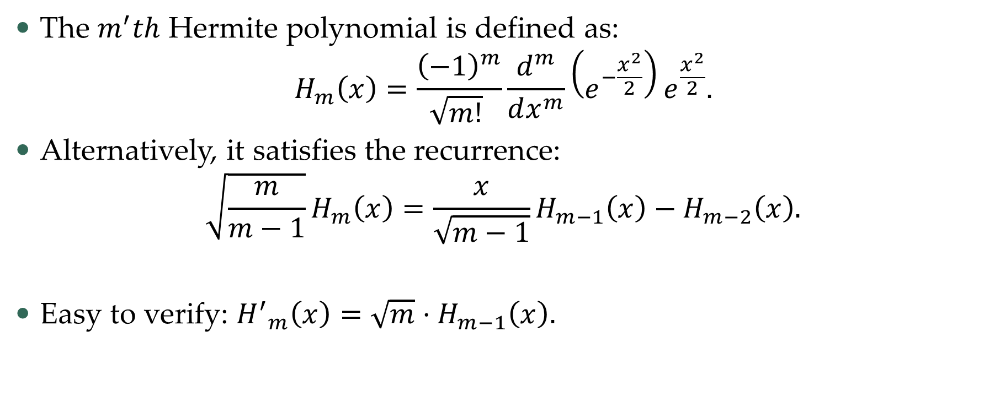 • The m′th Hermite polynomial is defined as:
H_m(x) = \frac{(-1)^m}{\sqrt{m!}} \frac{d^m}{dx^m} \left(e^{-\frac{x^2}{2}}\right) e^{\frac{x^2}{2}}.
• Alternatively, it satisfies the recurrence:
\sqrt{\frac{m}{m-1}} H_m(x) = \frac{x}{\sqrt{m-1}} H_{m-1}(x) - H_{m-2}(x).
• Easy to verify: H'_m(x) = \sqrt{m} \cdot H_{m-1}(x).